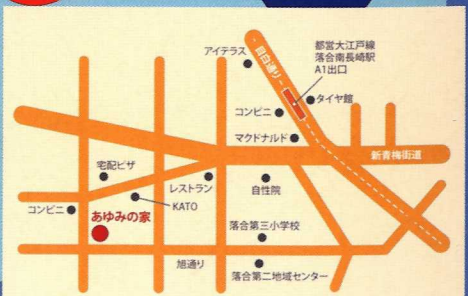 都営大江戸線
落合南長崎駅
A1出口
アイテラス
目白通り
タイヤ館
コンビニ
マクドナルド
新青梅街道
宅配ピザ
レストラン
自性院
KATO
コンビニ
あゆみの家
落合第三小学校
旭通り
落合第二地域センター